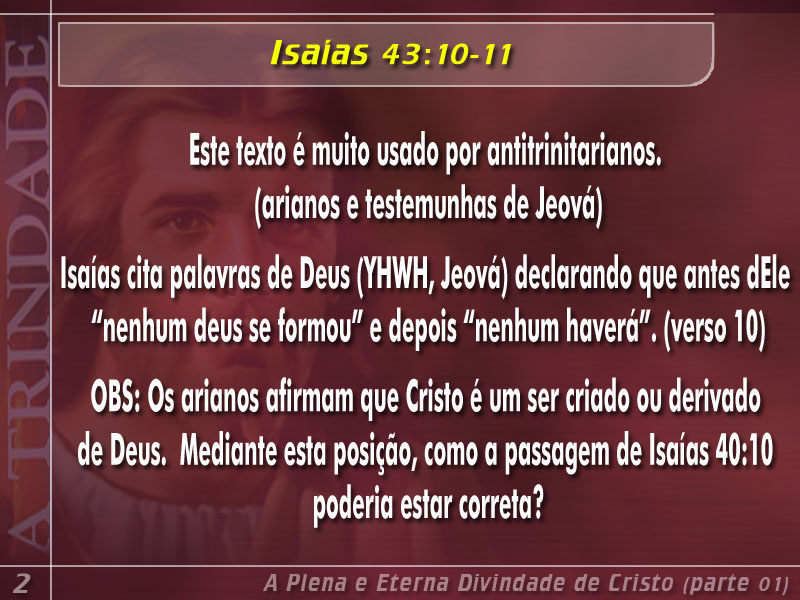 Isaías 43:10-11
A TRINDADE
Este texto é muito usado por antitrinitarianos.
(arianos e testemunhas de Jeová)
Isaías cita palavras de Deus (YHWH, Jeová) declarando que antes dEle
“nenhum deus se formou” e depois “nenhum haverá”. (verso 10)
OBS: Os arianos afirmam que Cristo é um ser criado ou derivado
de Deus. Mediante esta posição, como a passagem de Isaías 40:10
poderia estar correta?
2
A Plena e Eterna Divindade de Cristo (parte 01)